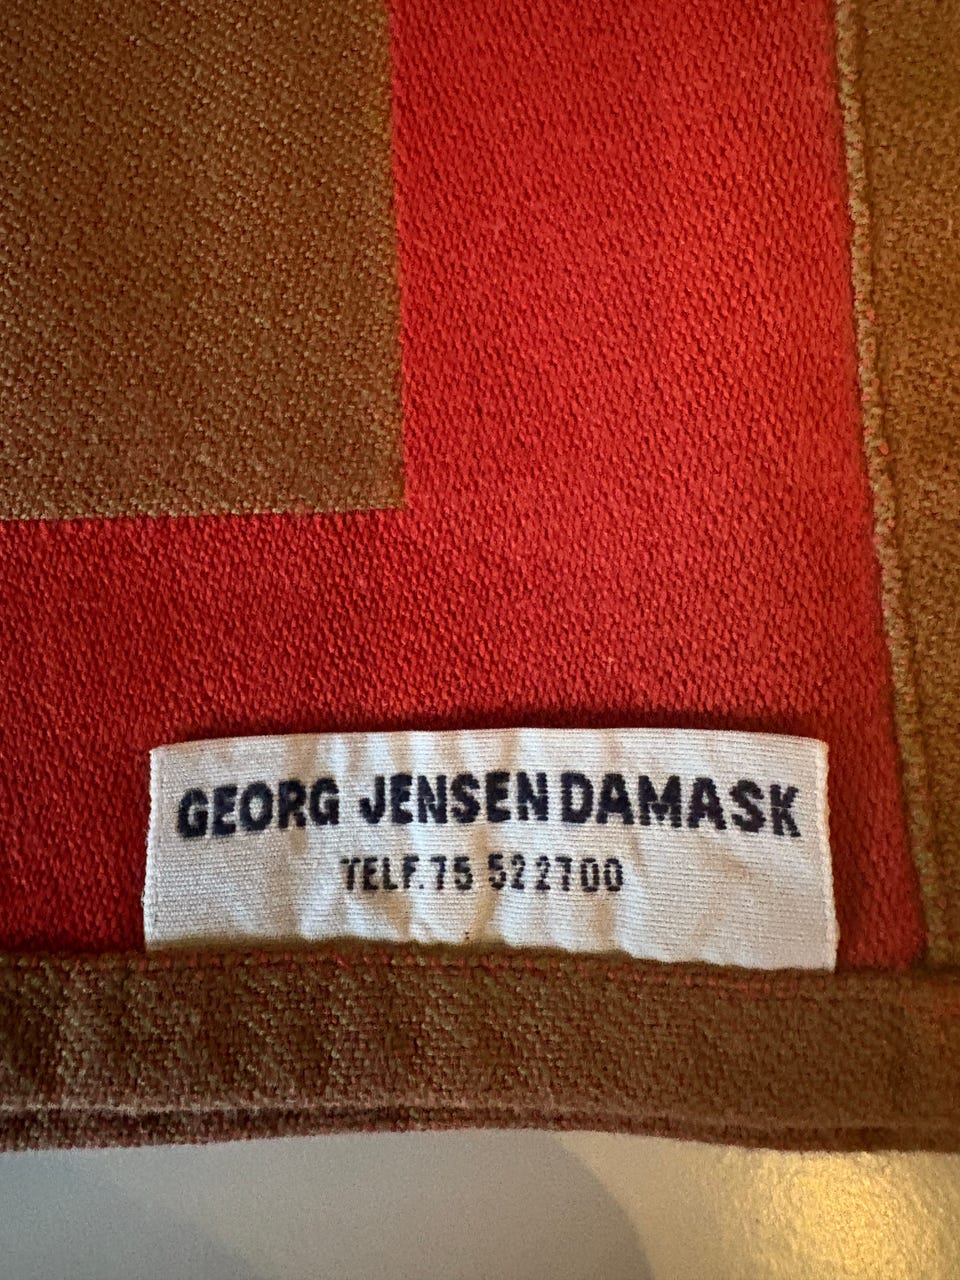 GEORG JENSEN DAMASK
TELF. 75 52 27 00